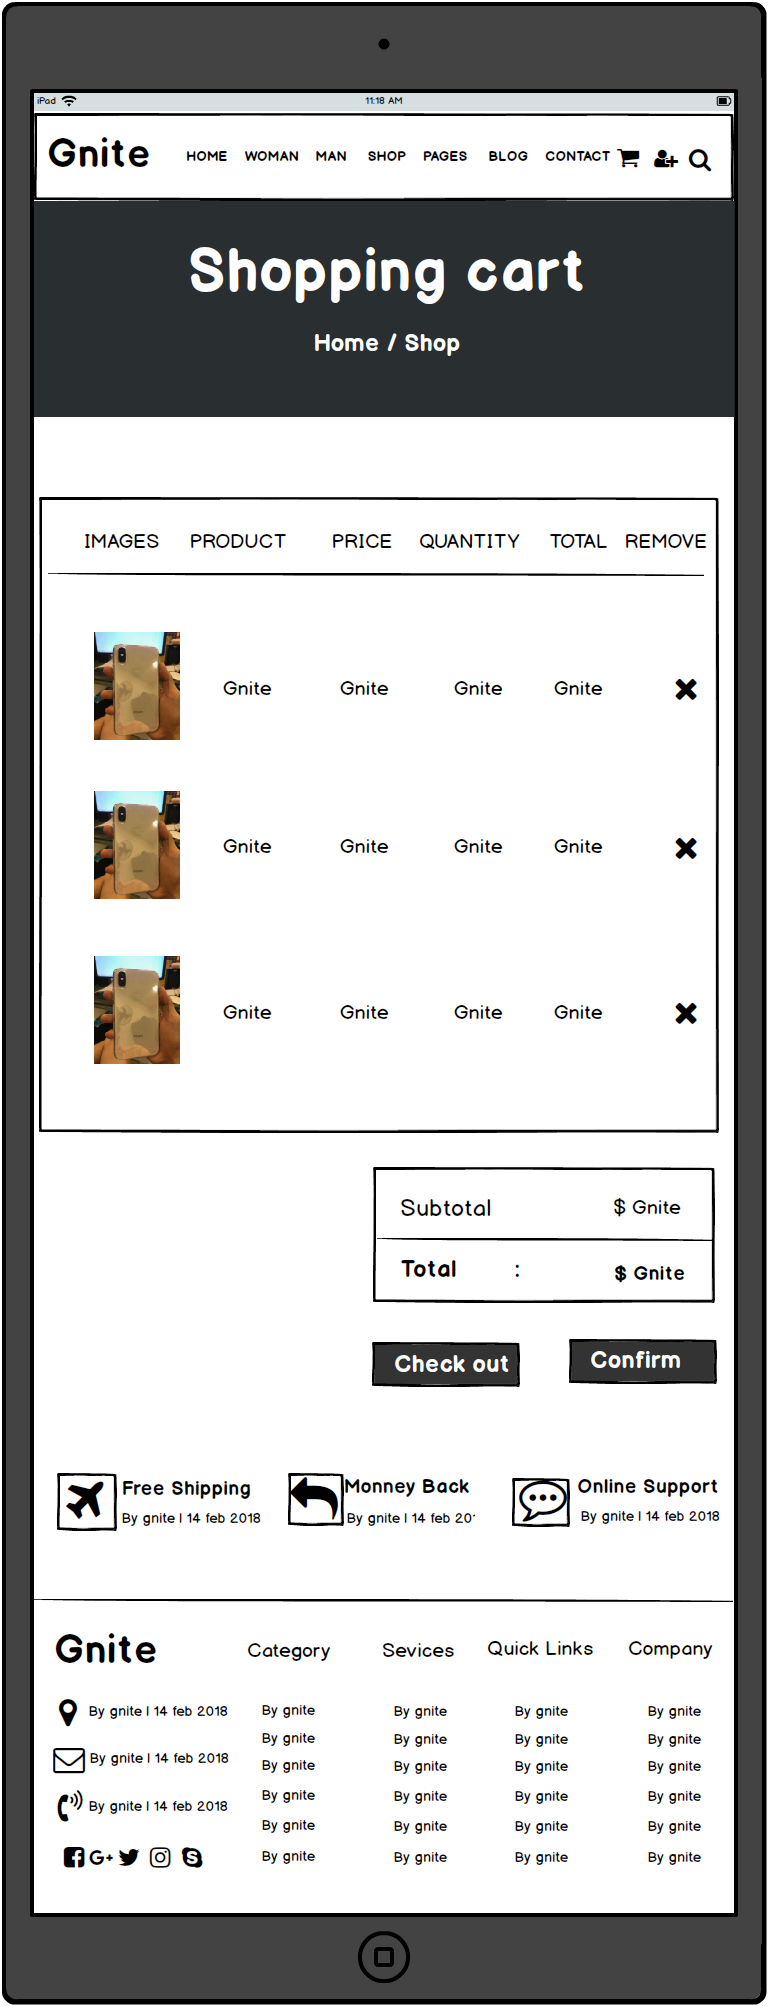 iPad 11:18 AM
Gnite HOME WOMAN MAN SHOP PAGES BLOG CONTACT
Shopping cart
Home / Shop
IMAGES PRODUCT PRICE QUANTITY TOTAL REMOVE
Gnite Gnite Gnite Gnite
Gnite Gnite Gnite Gnite
Gnite Gnite Gnite Gnite
Subtotal $ Gnite
Total : $ Gnite
Check out Confirm
Free Shipping Monney Back Online Support
By gnite | 14 feb 2018 By gnite | 14 feb By gnite | 14 feb 2018
Gnite Category Sevices Quick Links Company
By gnite | 14 feb 2018 By gnite By gnite By gnite By gnite
By gnite By gnite By gnite By gnite
By gnite | 14 feb 2018 By gnite By gnite By gnite By gnite
By gnite | 14 feb 2018 By gnite By gnite By gnite By gnite
By gnite By gnite By gnite By gnite
G+ By gnite By gnite By gnite By gnite